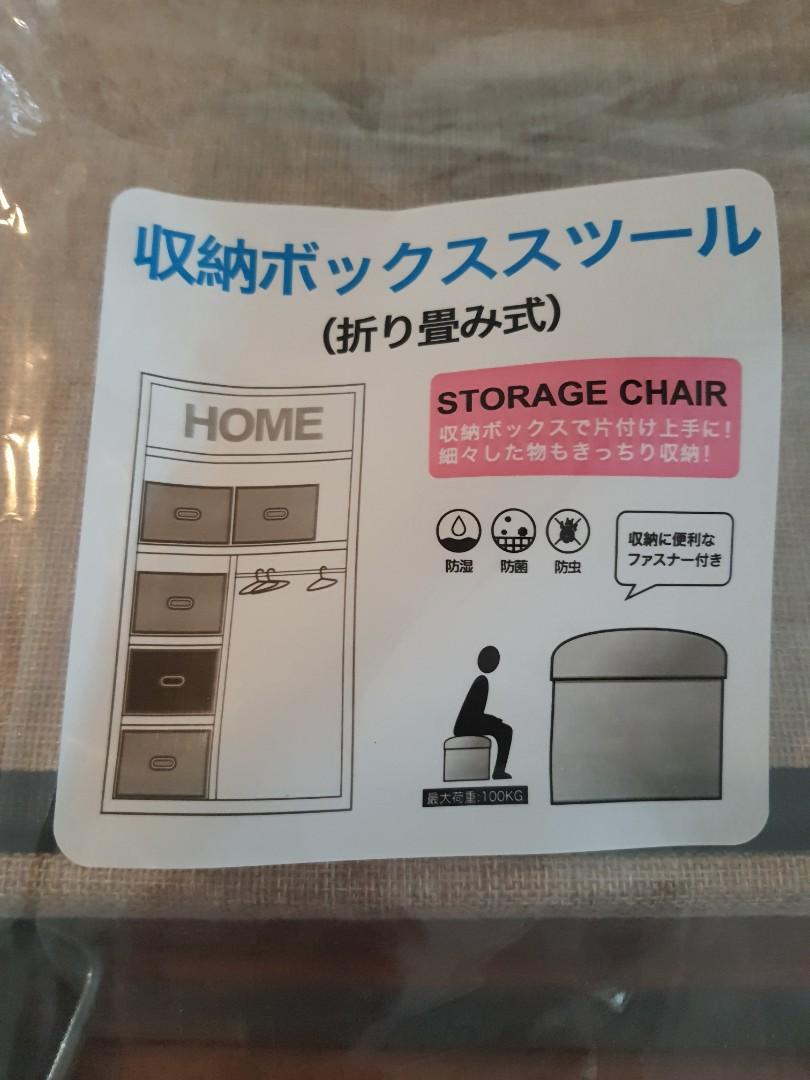 収納ボックススツール
（折り畳み式）
HOME
STORAGE CHAIR
収納ボックスで片付け上手に！
細々した物もきっちり収納！
防湿 防菌 防虫
収納に便利な
ファスナー付き
最大荷重:100KG